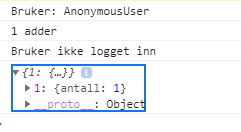 Bruker: AnonymousUser
1 adder
Bruker ikke logget inn
▼{1: {…}} i
▶1: {antall: 1}
▶__proto__: Object